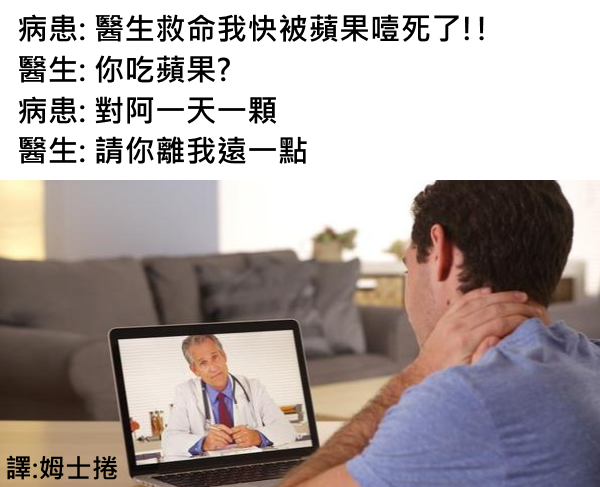 病患: 醫生救命我快被蘋果噎死了!!
醫生: 你吃蘋果?
病患: 對阿一天一顆
醫生: 請你離我遠一點
譯:姆士捲